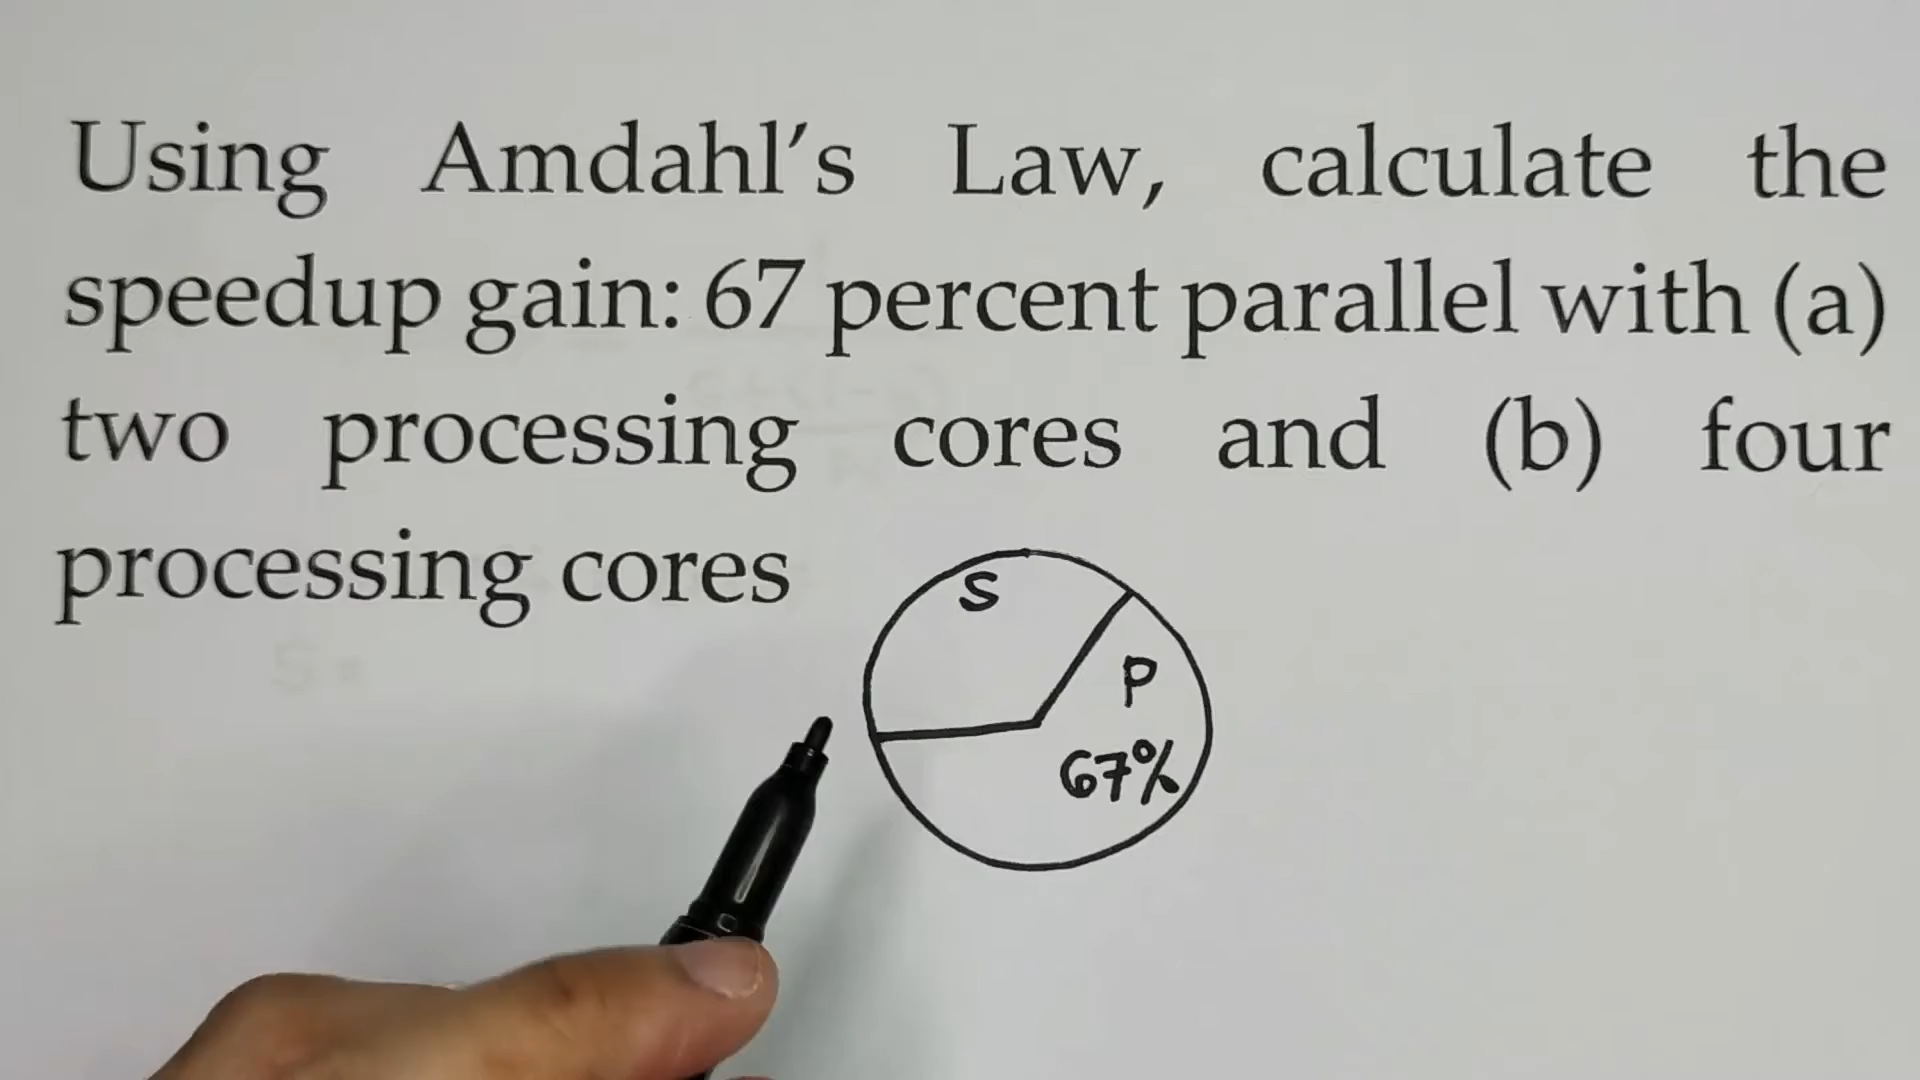 Using Amdahl's Law, calculate the
speedup gain: 67 percent parallel with (a)
two processing cores and (b) four
processing cores
S
P
67%